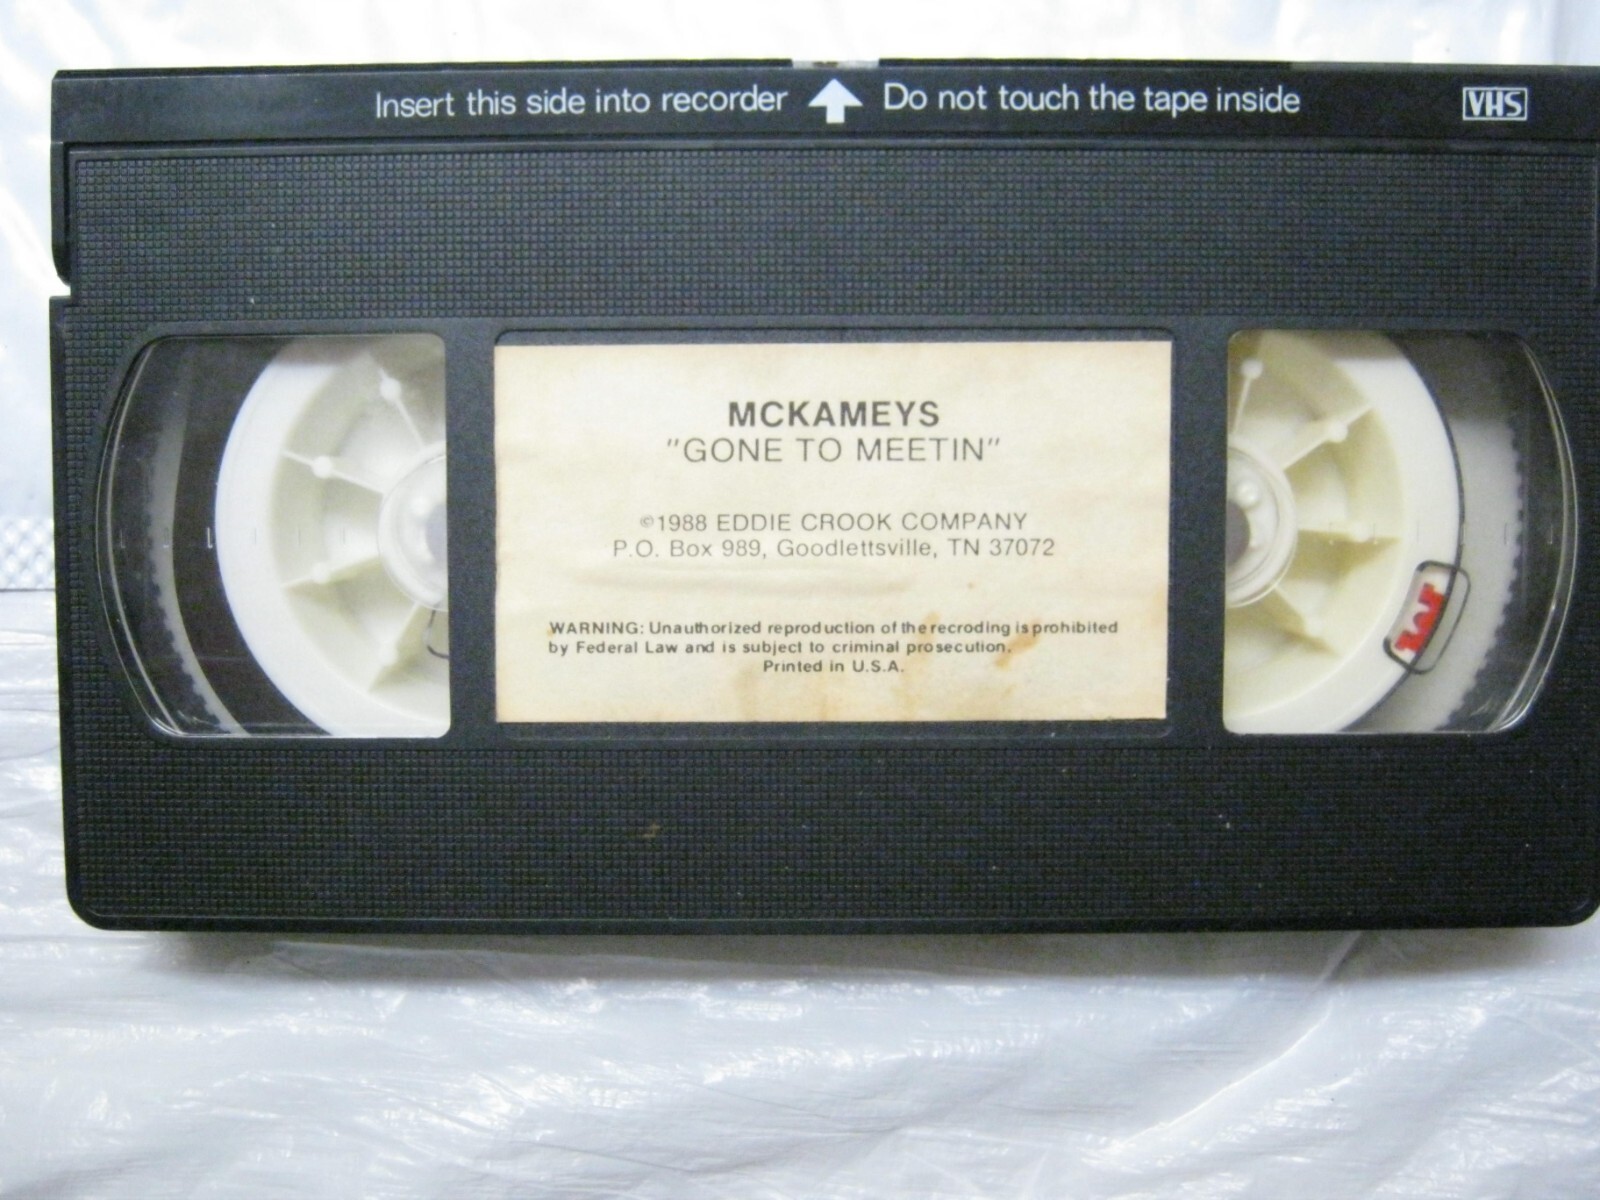 Insert this side into recorder Do not touch the tape inside VHS
MCKAMEYS
"GONE TO MEETIN"
©1988 EDDIE CROOK COMPANY
P.O. Box 989, Goodlettsville, TN 37072
WARNING: Unauthorized reproduction of the recroding is prohibited
by Federal Law and is subject to criminal prosecution.
Printed in U.S.A.